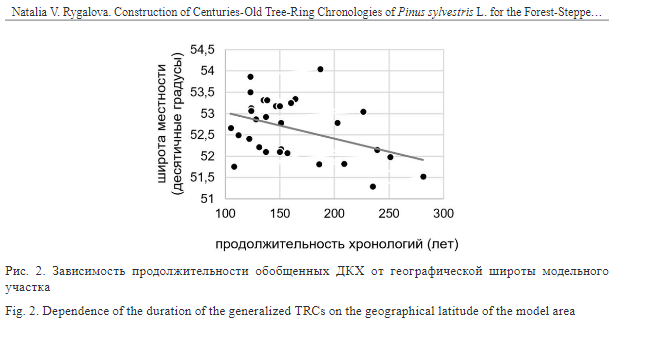 Natalia V. Rygalova. Construction of Centuries-Old Tree-Ring Chronologies of Pinus sylvestris L. for the Forest-Steppe…
широта местности
(десятичные градусы)
54,5
54
53,5
53
52,5
52
51,5
51
100 150 200 250 300
продолжительность хронологий (лет)
Рис. 2. Зависимость продолжительности обобщенных ДКХ от географической широты модельного
участка
Fig. 2. Dependence of the duration of the generalized TRCs on the geographical latitude of the model area